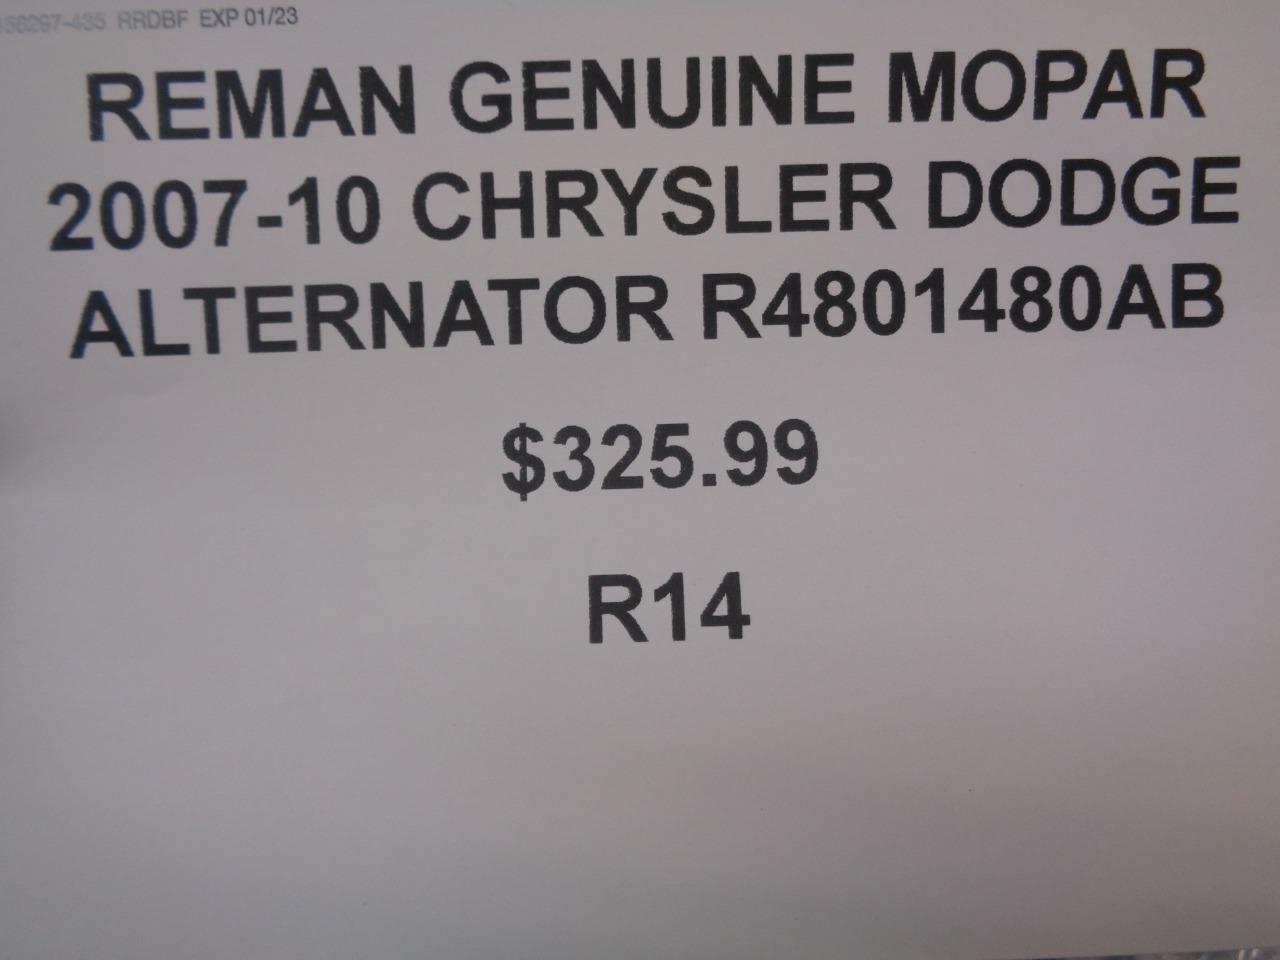 RRDBF EXP 01/23
REMAN GENUINE MOPAR
2007-10 CHRYSLER DODGE
ALTERNATOR R4801480AB
$325.99
R14